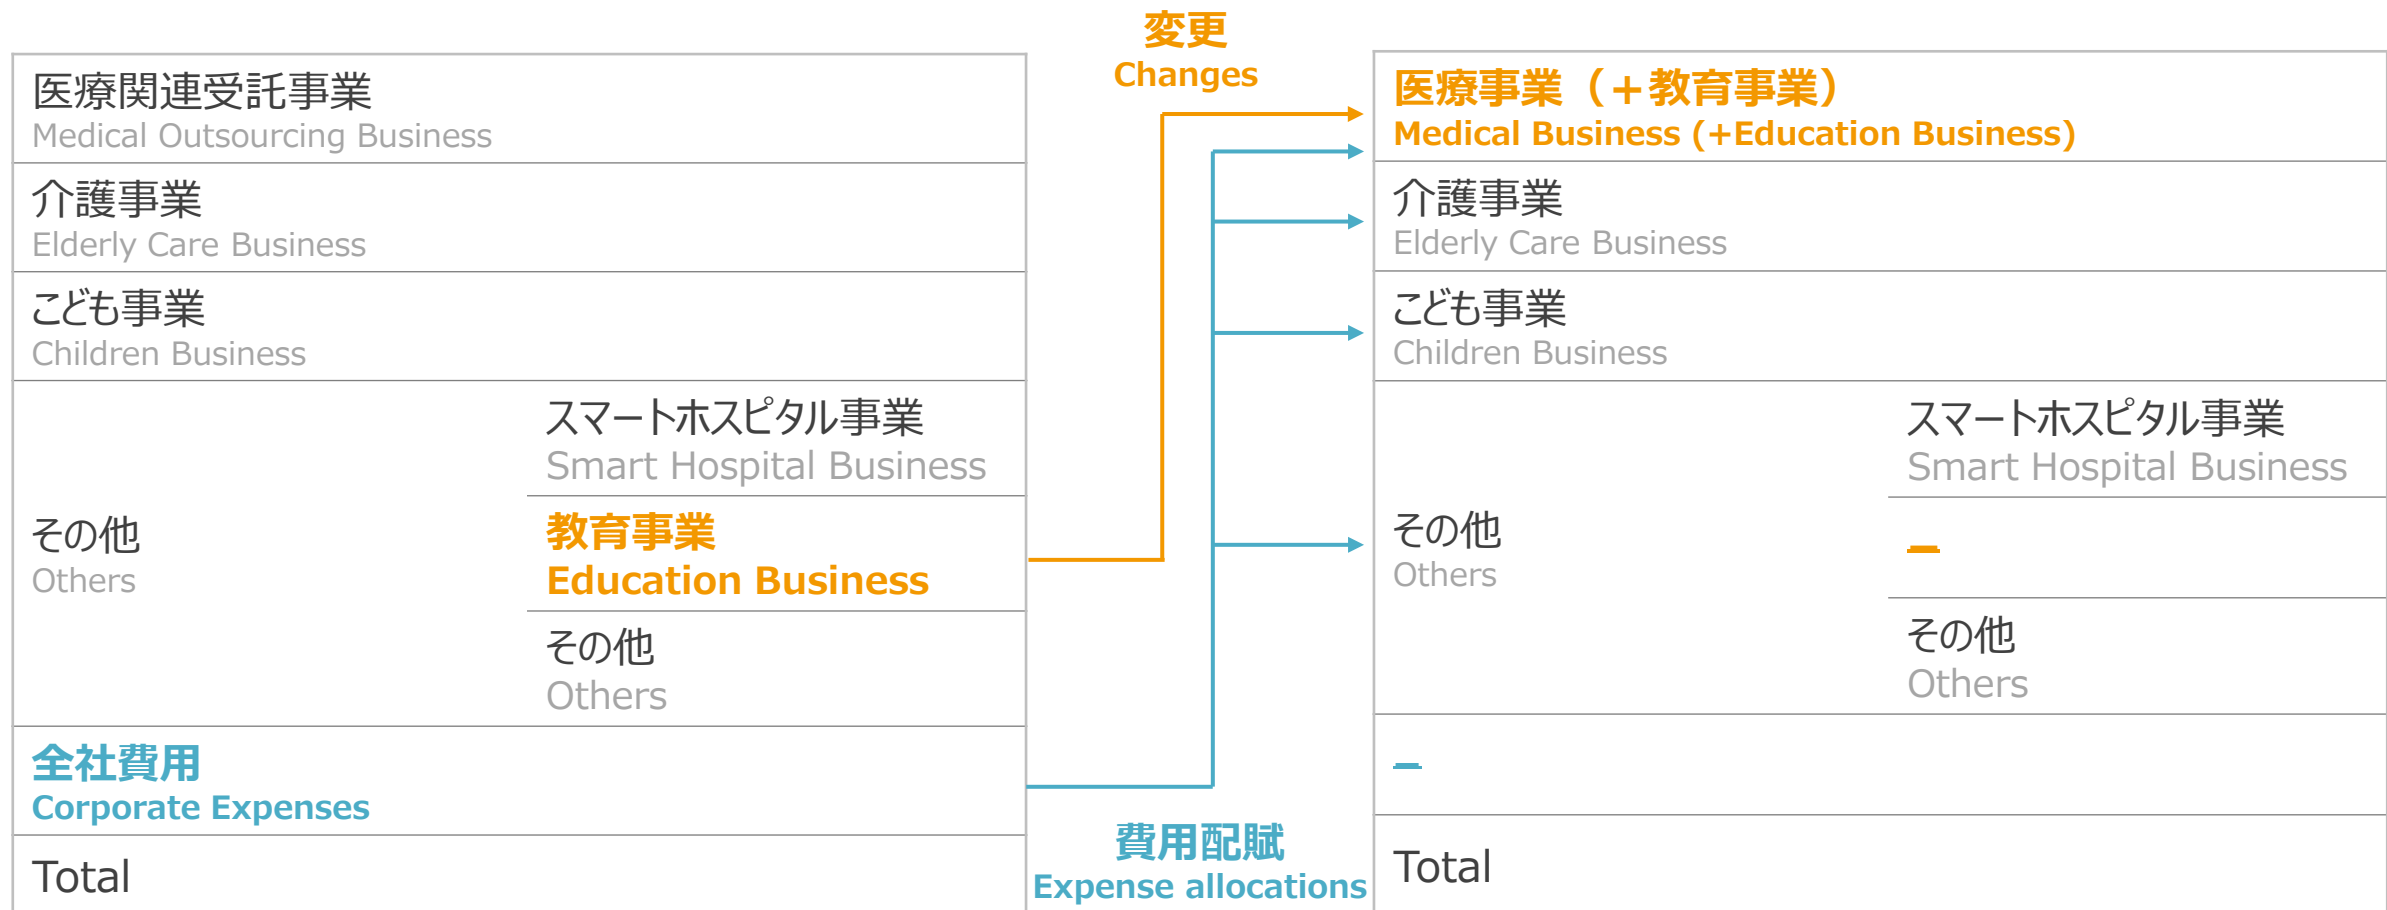 医療関連受託事業
Medical Outsourcing Business
介護事業
Elderly Care Business
こども事業
Children Business
その他
Others
スマートホスピタル事業
Smart Hospital Business
教育事業
Education Business
その他
Others
全社費用
Corporate Expenses
Total
変更
Changes
費用配賦
Expense allocations
医療事業（+教育事業）
Medical Business (+Education Business)
介護事業
Elderly Care Business
こども事業
Children Business
その他
Others
スマートホスピタル事業
Smart Hospital Business
–
その他
Others
–
Total